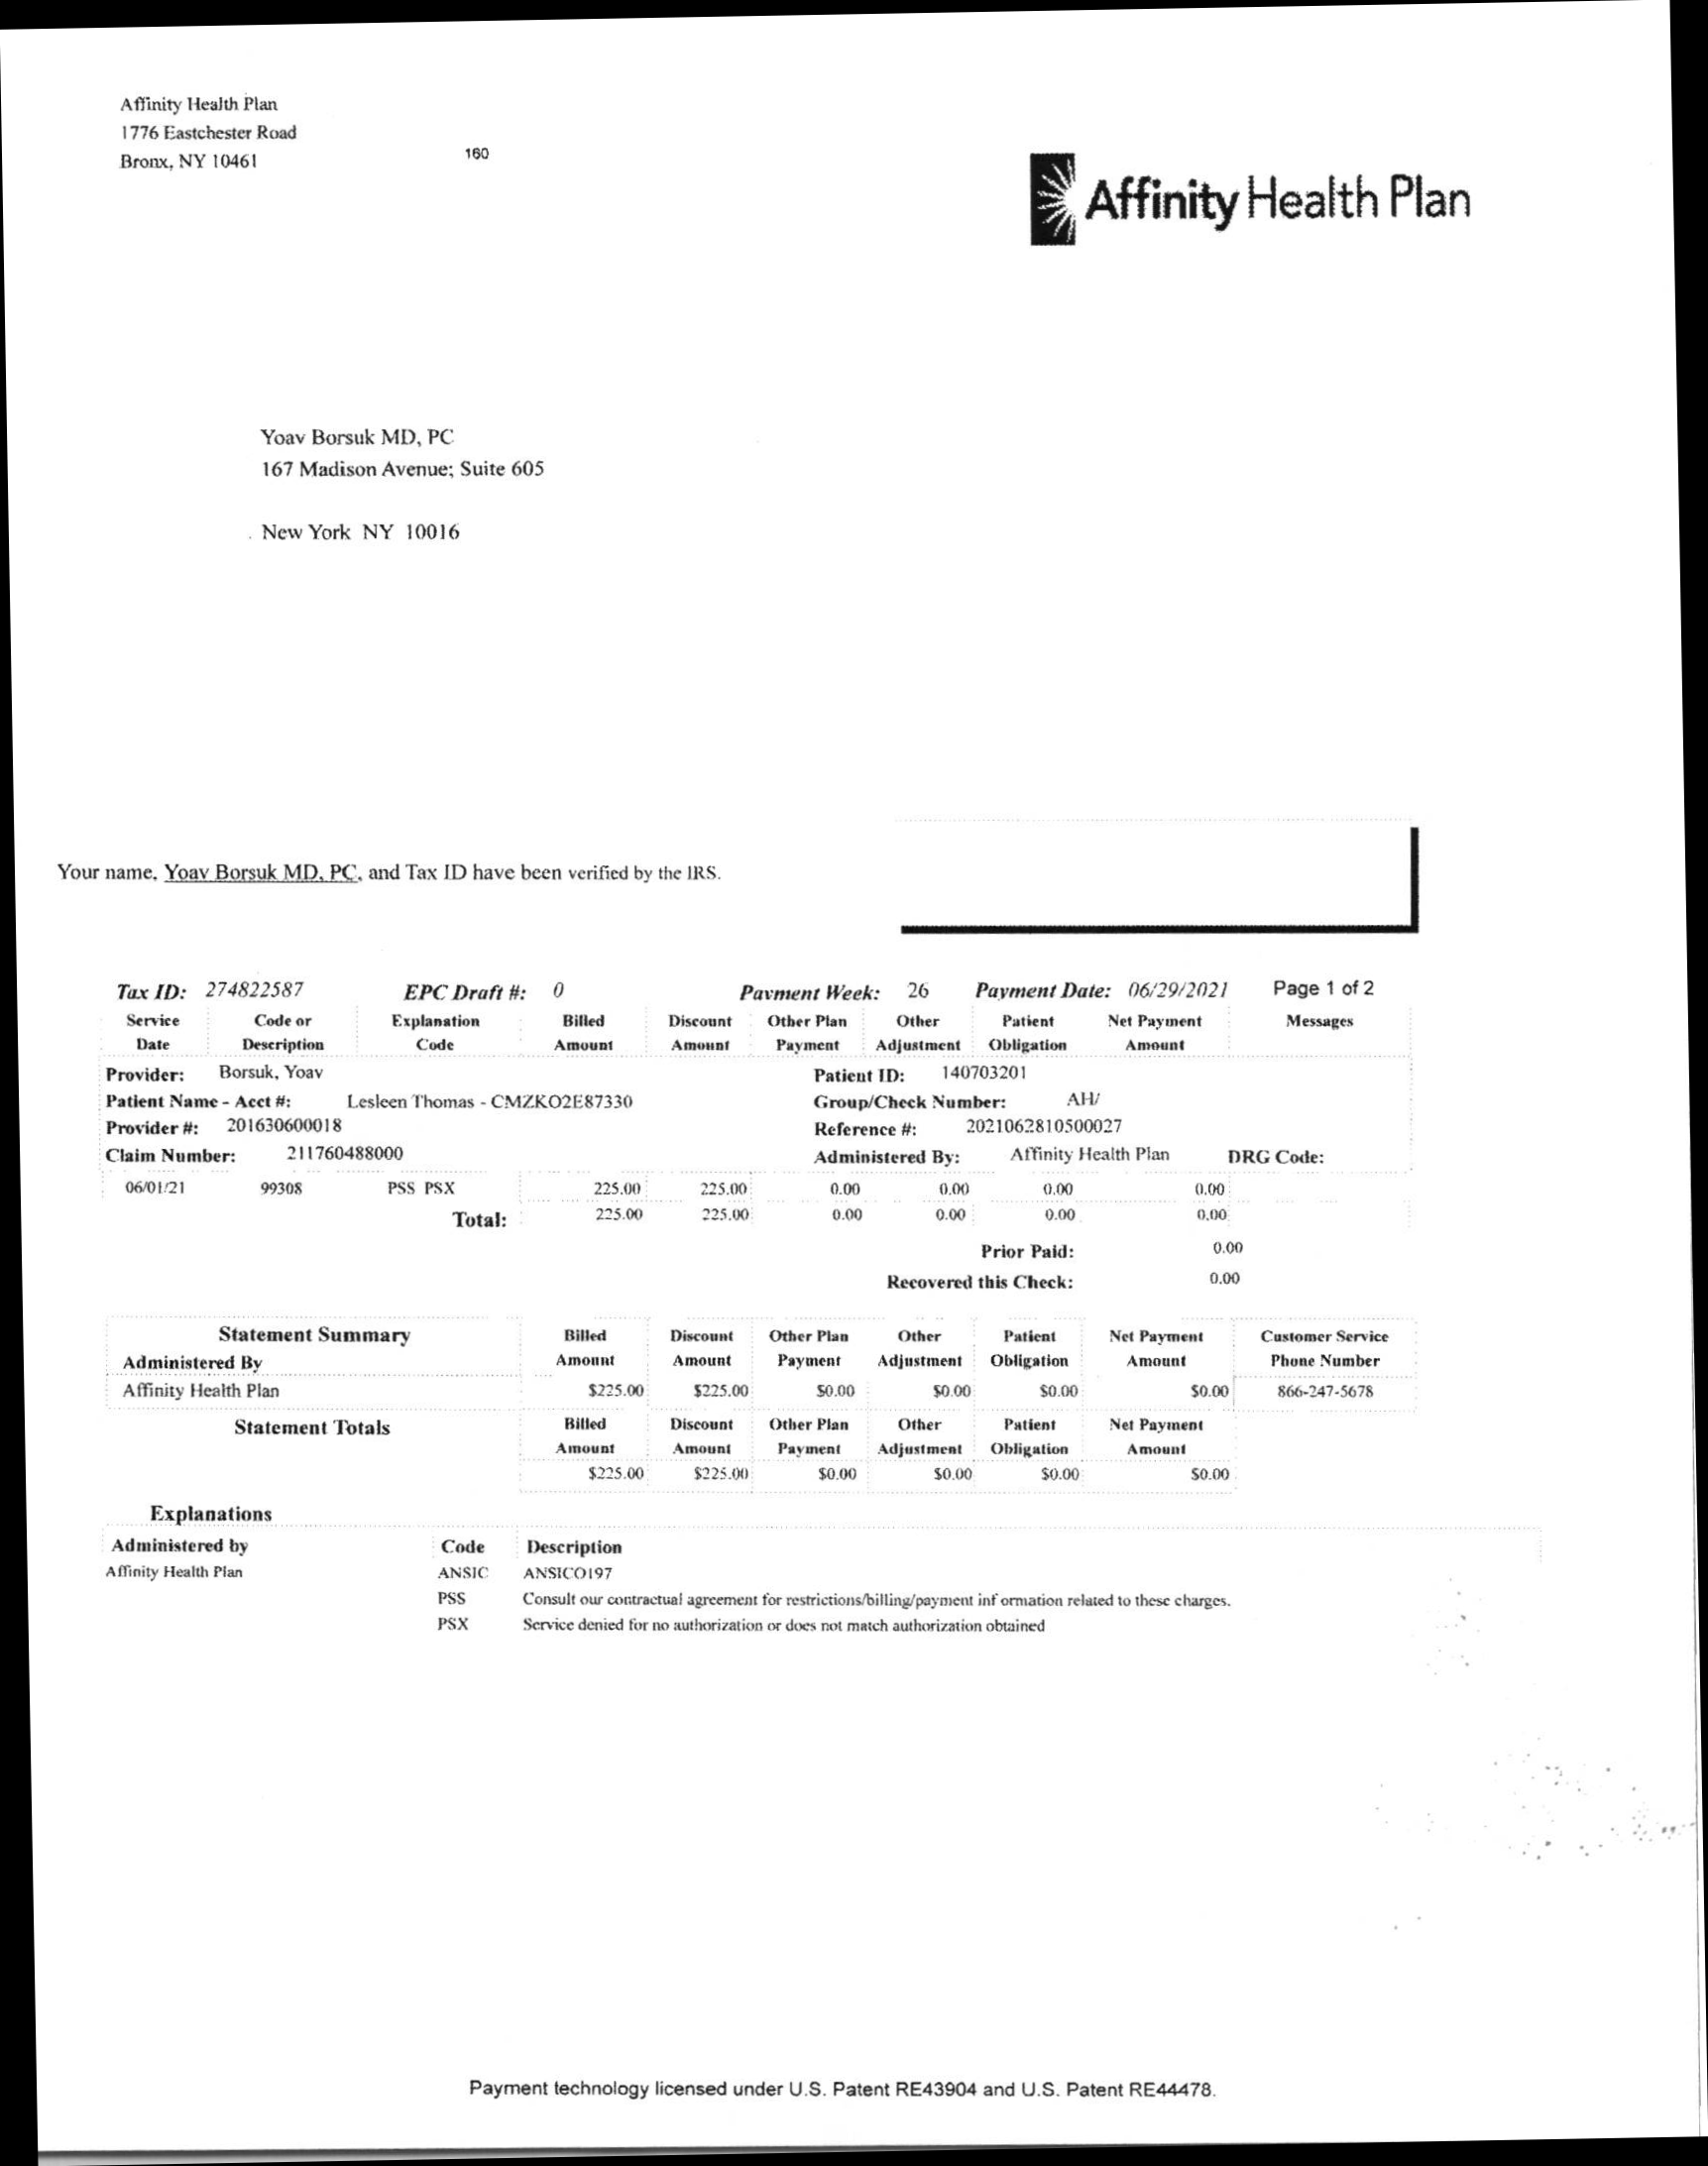 Affinity Health Plan
1776 Eastchester Road
Bronx, NY 10461
160
Affinity Health Plan
Yoav Borsuk MD, PC
167 Madison Avenue; Suite 605
New York NY 10016
Your name, Yoav Borsuk MD, PC, and Tax ID have been verified by the IRS.
Tax ID: 274822587 EPC Draft #: 0 Payment Week: 26 Payment Date: 06/29/2021 Page 1 of 2
Service Code or Explanation Billed Discount Other Plan Other Patient Net Payment Messages
Date Description Code Amount Amount Payment Adjustment Obligation Amount
Provider: Borsuk, Yoav Patient ID: 140703201
Patient Name - Acct #: Lesleen Thomas - CMZKO2E87330 Group/Check Number: AH/
Provider #: 201630600018 Reference #: 2021062810500027
Claim Number: 211760488000 Administered By: Affinity Health Plan DRG Code:
06/01/21 99308 PSS PSX 225.00 225.00 0.00 0.00 0.00 0.00
Total: 225.00 225.00 0.00 0.00 0.00 0.00
Prior Paid: 0.00
Recovered this Check: 0.00
Statement Summary Billed Discount Other Plan Other Patient Net Payment Customer Service
Administered By Amount Amount Payment Adjustment Obligation Amount Phone Number
Affinity Health Plan $225.00 $225.00 $0.00 $0.00 $0.00 $0.00 866-247-5678
Statement Totals Billed Discount Other Plan Other Patient Net Payment
Amount Amount Payment Adjustment Obligation Amount
$225.00 $225.00 $0.00 $0.00 $0.00 $0.00
Explanations
Administered by Code Description
Affinity Health Plan ANSIC ANSICO197
PSS Consult our contractual agreement for restrictions/billing/payment inf ormation related to these charges.
PSX Service denied for no authorization or does not match authorization obtained
Payment technology licensed under U.S. Patent RE43904 and U.S. Patent RE44478.